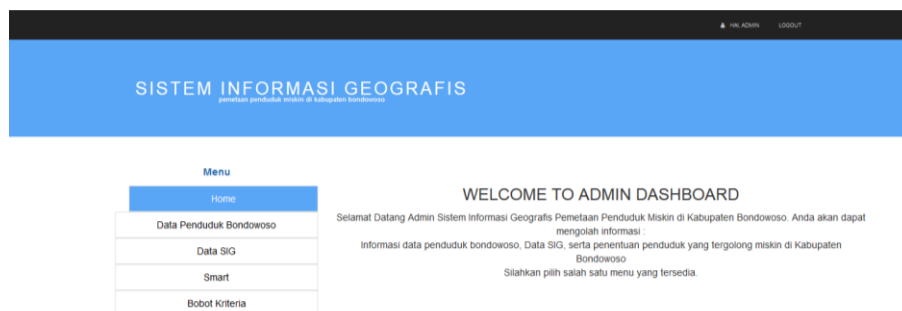 HAI, ADMIN LOGOUT
SISTEM INFORMASI GEOGRAFIS
pemetaan penduduk miskin di kabupaten bondowoso
Menu
Home
Data Penduduk Bondowoso
Data SIG
Smart
Bobot Kriteria
WELCOME TO ADMIN DASHBOARD
Selamat Datang Admin Sistem Informasi Geografis Pemetaan Penduduk Miskin di Kabupaten Bondowoso. Anda akan dapat
mengolah informasi :
Informasi data penduduk bondowoso, Data SIG, serta penentuan penduduk yang tergolong miskin di Kabupaten
Bondowoso
Silahkan pilih salah satu menu yang tersedia.